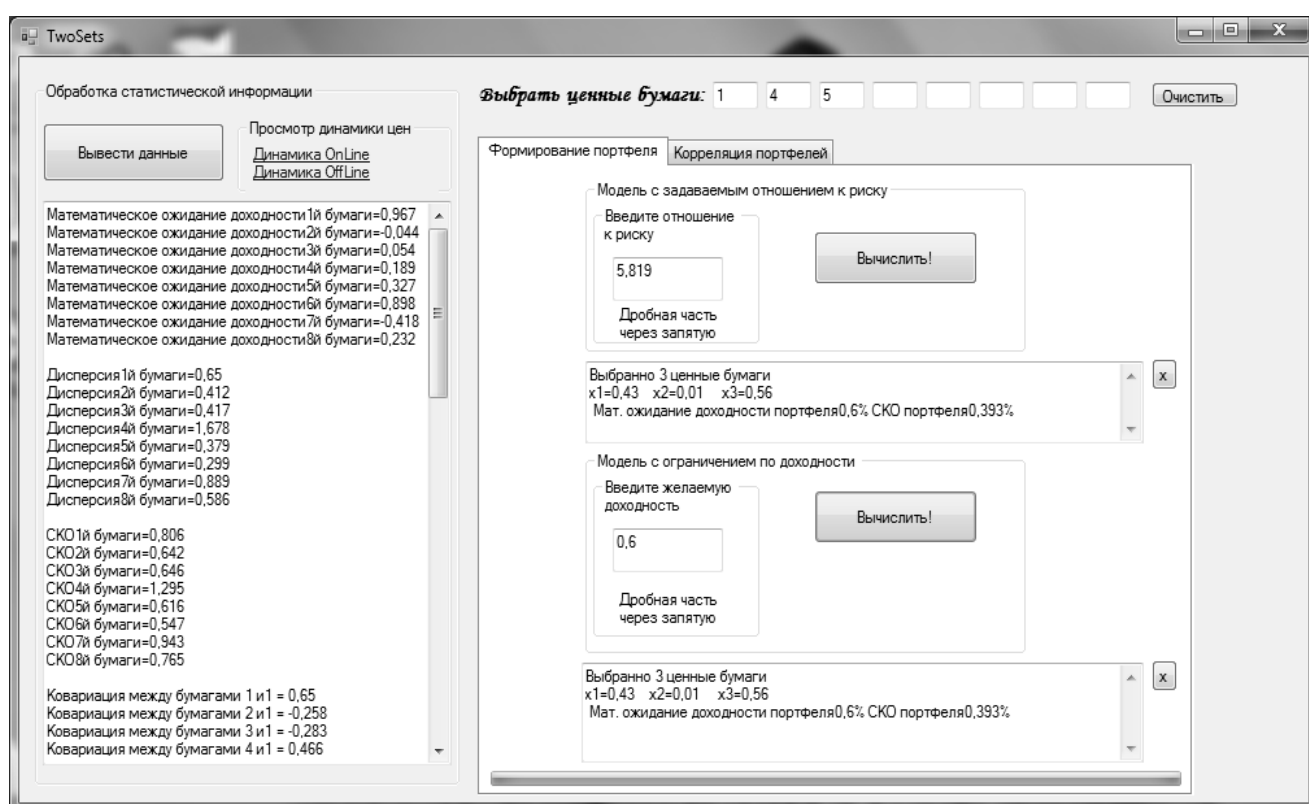 TwoSets
Обработка статистической информации
Вывести данные
Просмотр динамики цен
Динамика OnLine
Динамика OffLine
Математическое ожидание доходности1й бумаги=0,967
Математическое ожидание доходности2й бумаги=-0,044
Математическое ожидание доходности3й бумаги=0,054
Математическое ожидание доходности4й бумаги=0,189
Математическое ожидание доходности5й бумаги=0,327
Математическое ожидание доходности6й бумаги=0,898
Математическое ожидание доходности7й бумаги=-0,418
Математическое ожидание доходности8й бумаги=0,232
Дисперсия1й бумаги=0,65
Дисперсия2й бумаги=0,412
Дисперсия3й бумаги=0,417
Дисперсия4й бумаги=1,678
Дисперсия5й бумаги=0,379
Дисперсия6й бумаги=0,299
Дисперсия7й бумаги=0,889
Дисперсия8й бумаги=0,586
СКО1й бумаги=0,806
СКО2й бумаги=0,642
СКО3й бумаги=0,646
СКО4й бумаги=1,295
СКО5й бумаги=0,616
СКО6й бумаги=0,547
СКО7й бумаги=0,943
СКО8й бумаги=0,765
Ковариация между бумагами 1 и1 = 0,65
Ковариация между бумагами 2 и1 = -0,258
Ковариация между бумагами 3 и1 = -0,283
Ковариация между бумагами 4 и1 = 0,466
Выбрать ценные бумаги: 1 4 5
Очистить
Формирование портфеля Корреляция портфелей
Модель с задаваемым отношением к риску
Введите отношение
к риску
5,819
Дробная часть
через запятую
Вычислить!
Выбранно 3 ценные бумаги
x1=0,43 x2=0,01 x3=0,56
Мат. ожидание доходности портфеля0,6% СКО портфеля0,393%
x
Модель с ограничением по доходности
Введите желаемую
доходность
0,6
Дробная часть
через запятую
Вычислить!
Выбранно 3 ценные бумаги
x1=0,43 x2=0,01 x3=0,56
Мат. ожидание доходности портфеля0,6% СКО портфеля0,393%
x